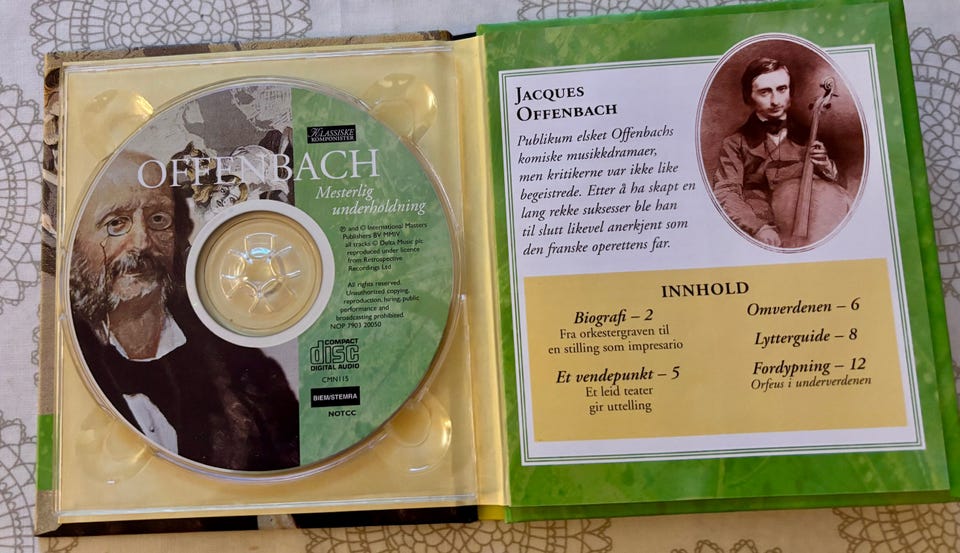 KLASSISKE
KOMPONISTER
OFFENBACH
Mesterlig
underholdning
℗ and © International Masters
Publishers BV MMIV
all tracks © Delta Music plc
reproduced under licence
from Retrospective
Recordings Ltd
All rights reserved.
Unauthorized copying,
reproduction, hiring, public
performance and
broadcasting prohibited.
NOP 7903 20050
COMPACT
disc
DIGITAL AUDIO
CMN115
BIEM/STEMRA
NOTCC
JACQUES
OFFENBACH
Publikum elsket Offenbachs
komiske musikkdramaer,
men kritikerne var ikke like
begeistrede. Etter å ha skapt en
lang rekke suksesser ble han
til slutt likevel anerkjent som
den franske operettens far.
INNHOLD
Biografi – 2
Fra orkestergraven til
en stilling som impresario
Et vendepunkt – 5
Et leid teater
gir uttelling
Omverdenen – 6
Lytterguide – 8
Fordypning – 12
Orfeus i underverdenen